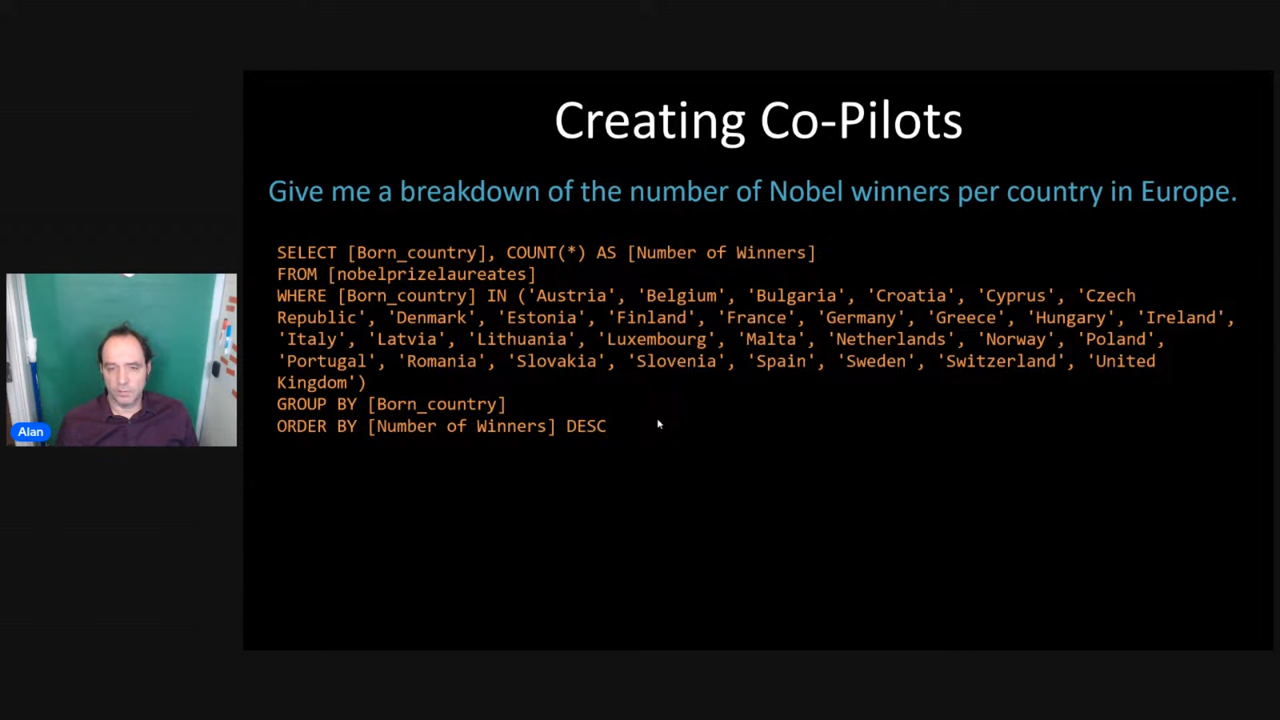 Creating Co-Pilots
Give me a breakdown of the number of Nobel winners per country in Europe.
SELECT [Born_country], COUNT(*) AS [Number of Winners]
FROM [nobelprizelaureates]
WHERE [Born_country] IN ('Austria', 'Belgium', 'Bulgaria', 'Croatia', 'Cyprus', 'Czech
Republic', 'Denmark', 'Estonia', 'Finland', 'France', 'Germany', 'Greece', 'Hungary', 'Ireland',
'Italy', 'Latvia', 'Lithuania', 'Luxembourg', 'Malta', 'Netherlands', 'Norway', 'Poland',
'Portugal', 'Romania', 'Slovakia', 'Slovenia', 'Spain', 'Sweden', 'Switzerland', 'United
Kingdom')
GROUP BY [Born_country]
ORDER BY [Number of Winners] DESC
Alan